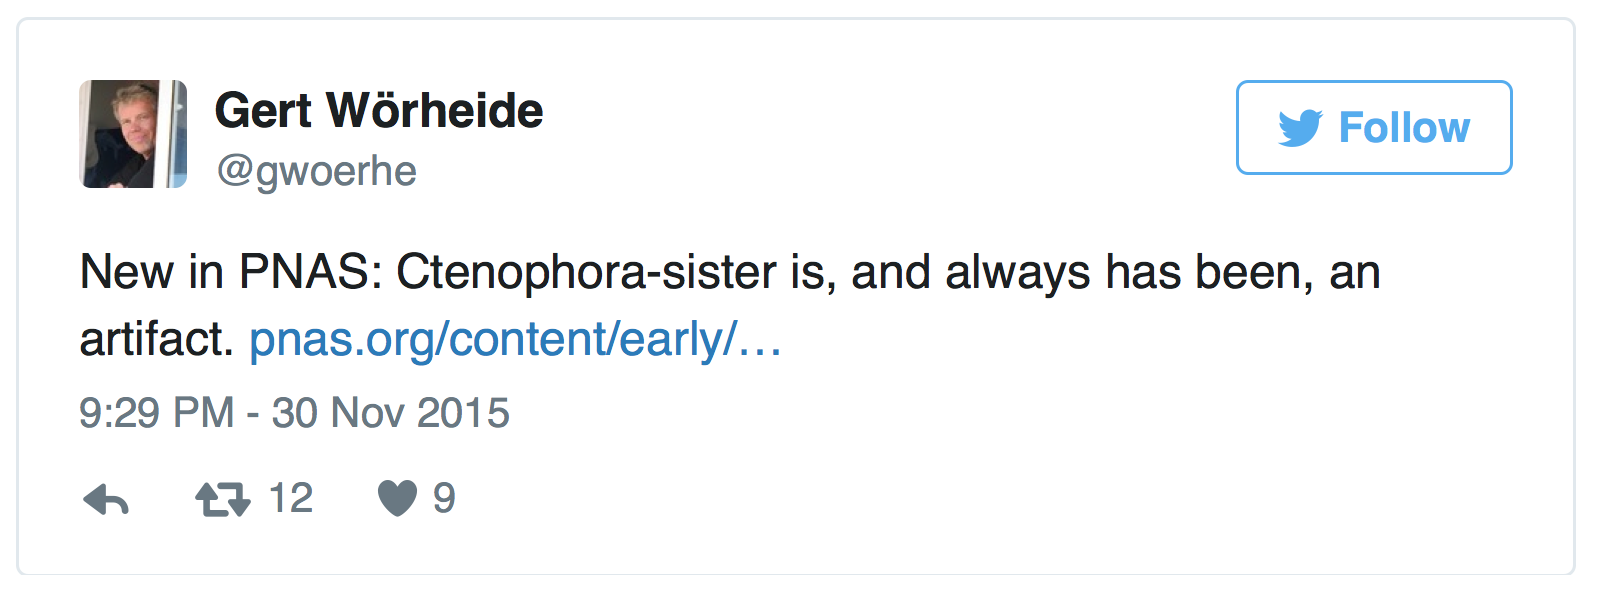 Gert Wörheide
Follow
@gwoerhe
New in PNAS: Ctenophora-sister is, and always has been, an
artifact. pnas.org/content/early/…
9:29 PM - 30 Nov 2015
12 9